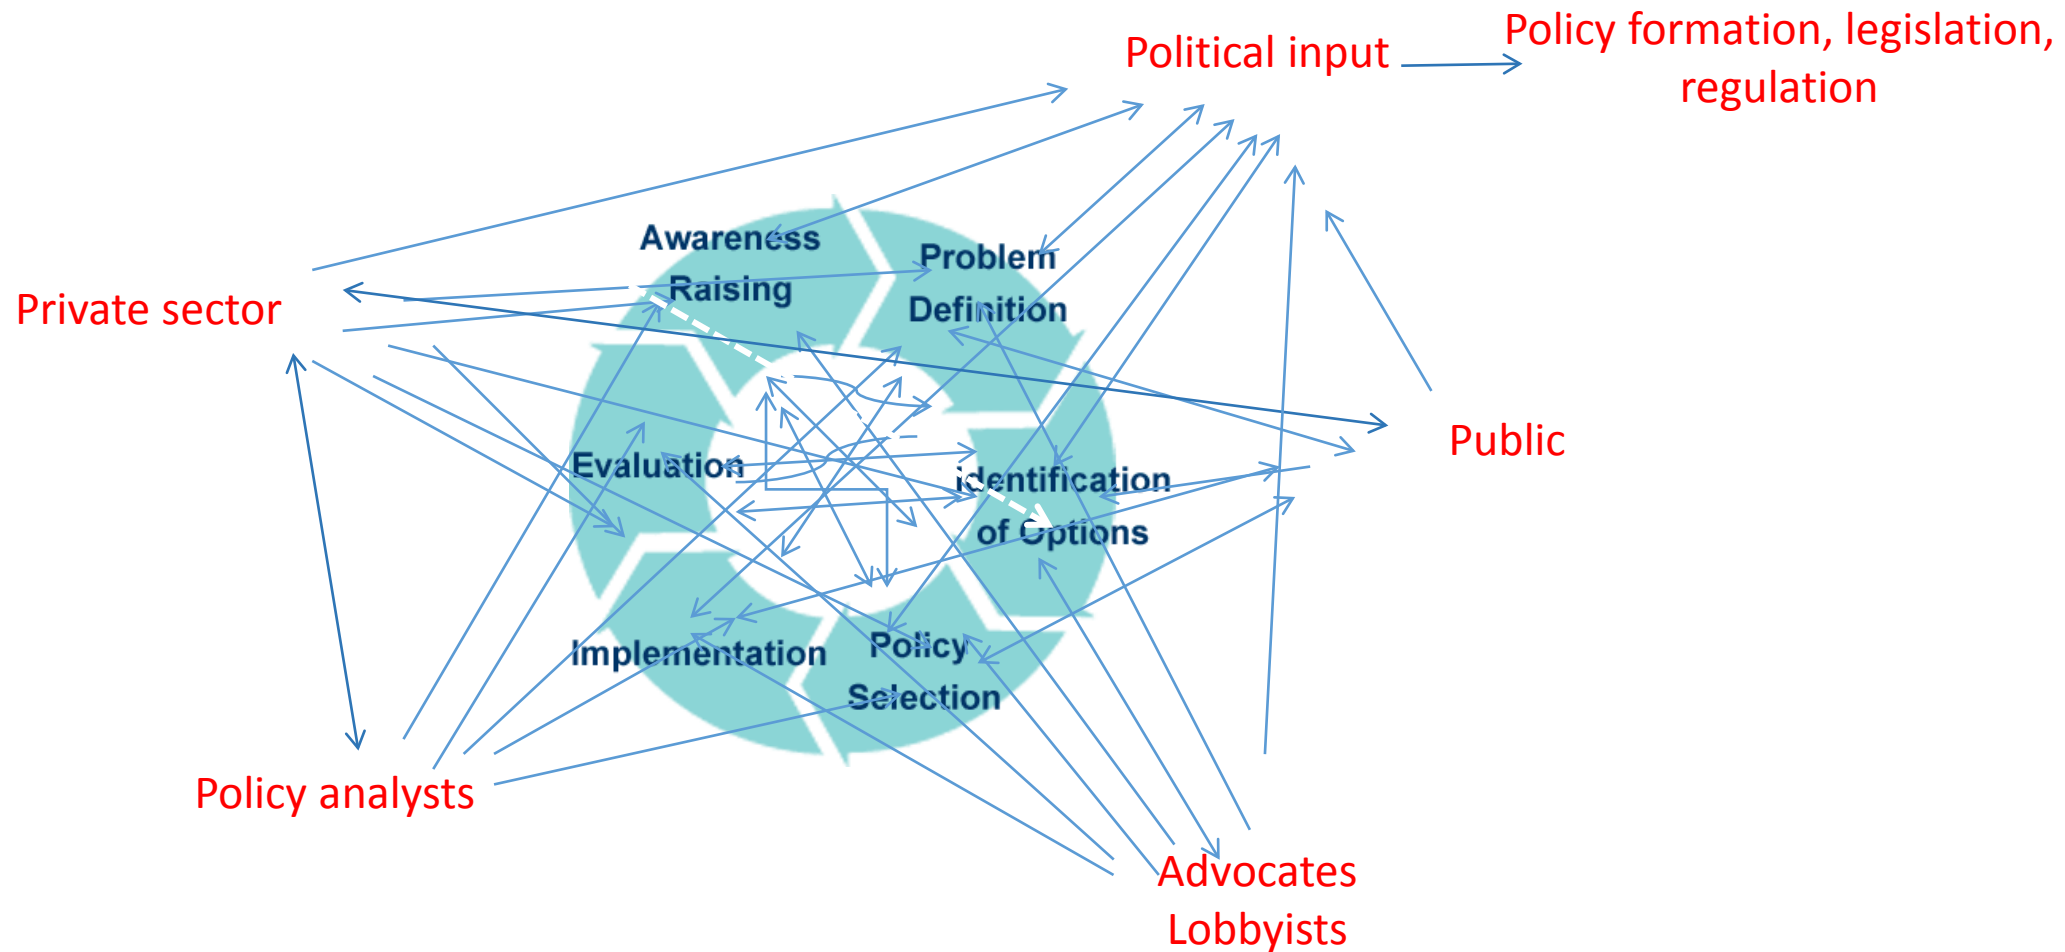 Political input
Policy formation, legislation,
regulation
Awareness
Raising
Problem
Definition
Private sector
Public
Evaluation
identification
of Options
Implementation
Policy
Selection
Policy analysts
Advocates
Lobbyists